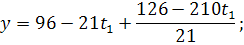 y = 96 − 21t₁ + (126 − 210t₁)/21;